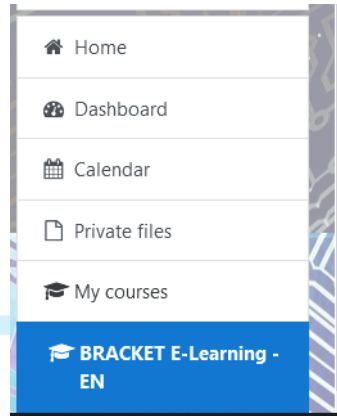 Home
Dashboard
Calendar
Private files
My courses
BRACKET E-Learning -
EN